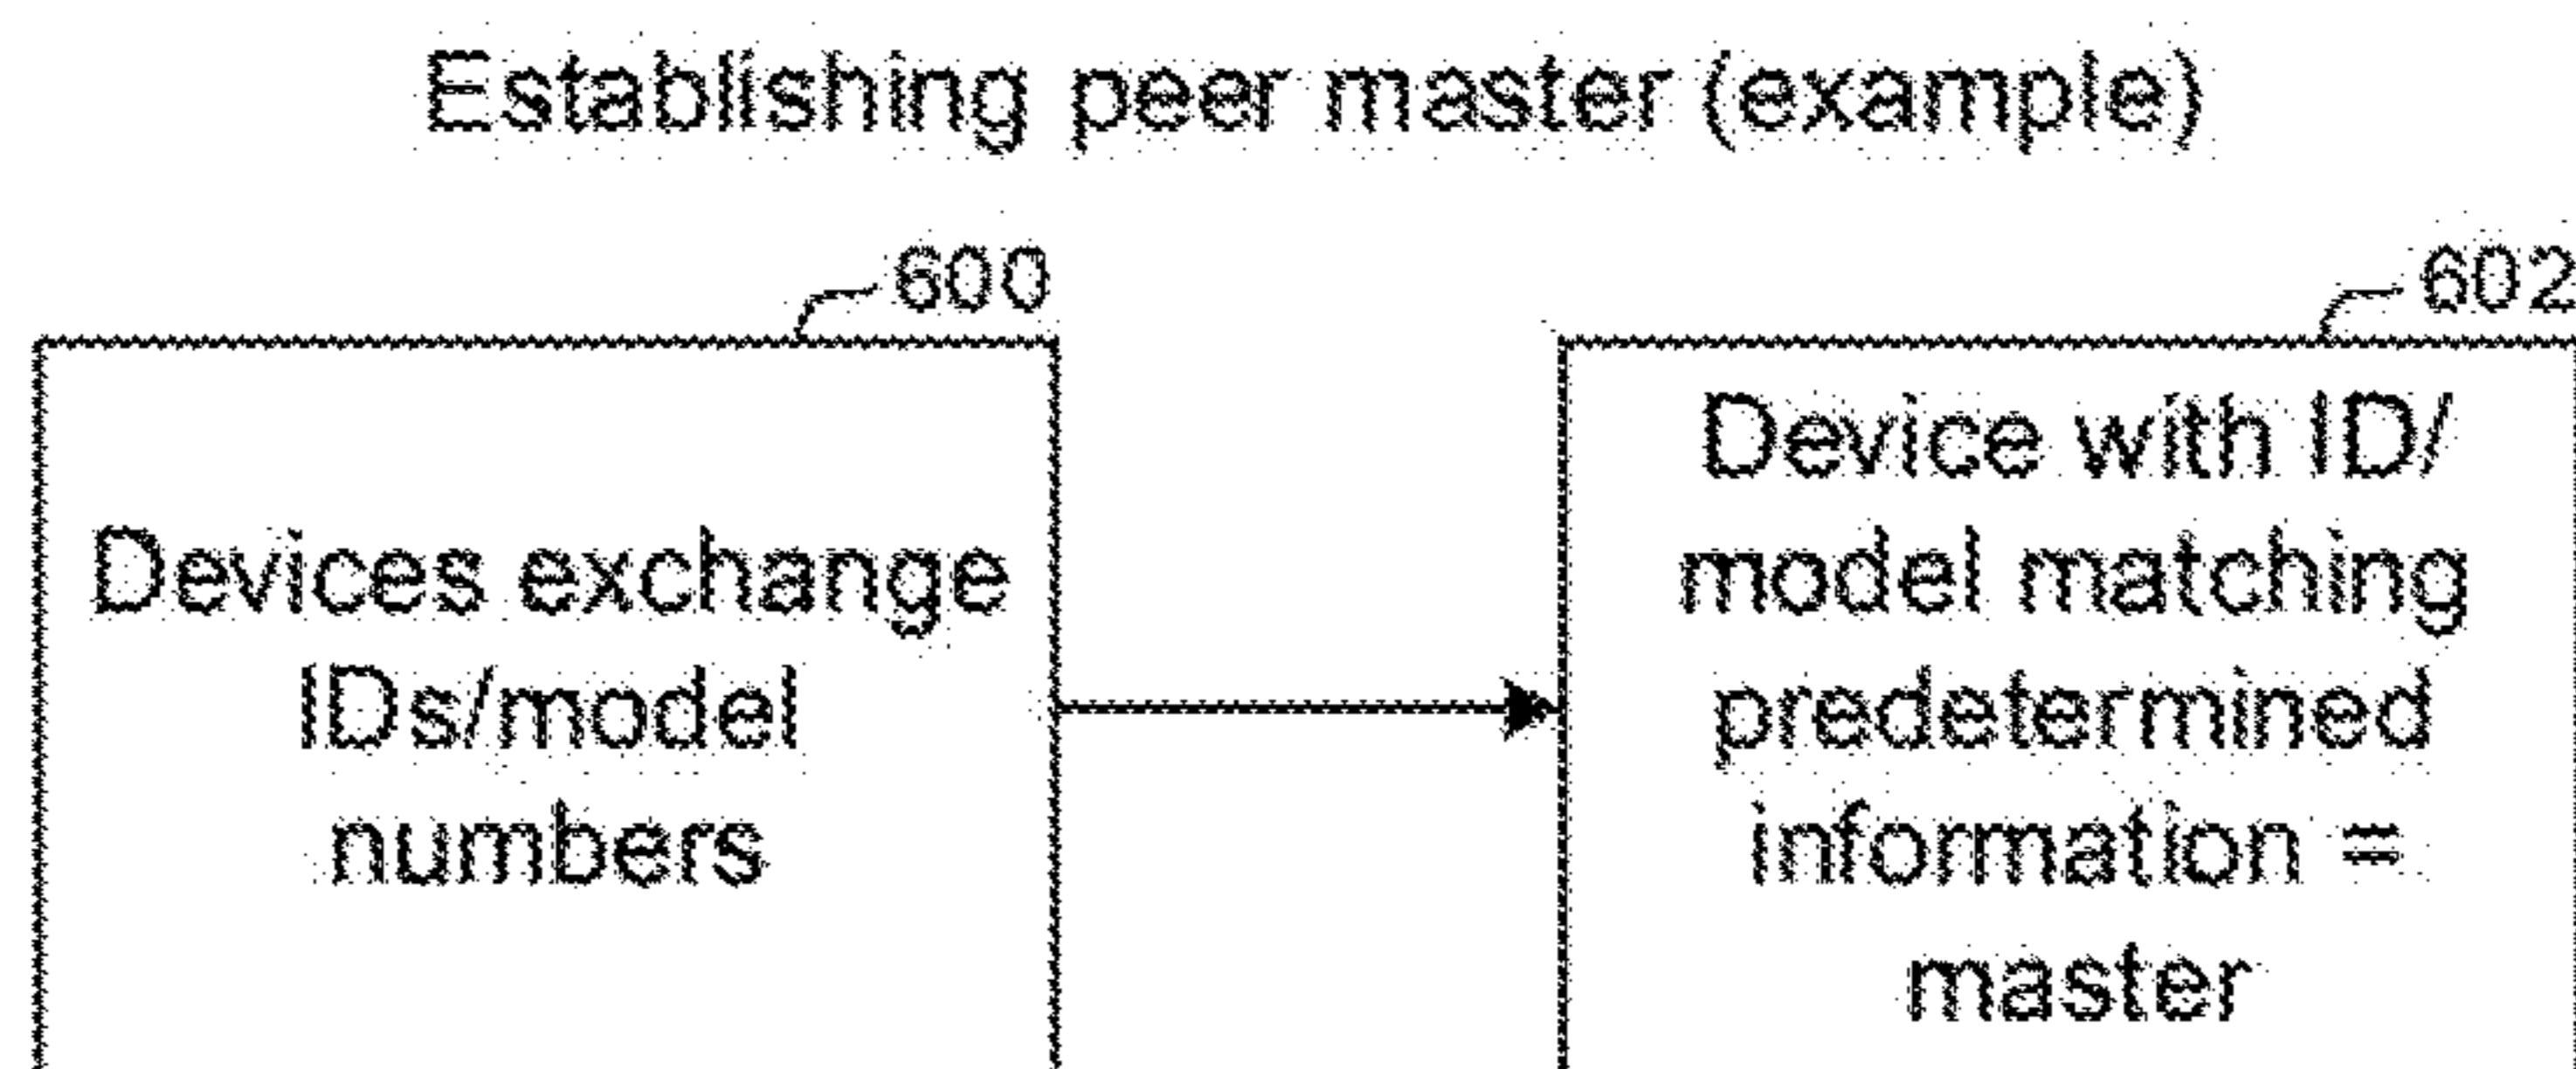 Establishing peer master (example)
600
602
Devices exchange
IDs/model
numbers
Device with ID/
model matching
predetermined
information =
master